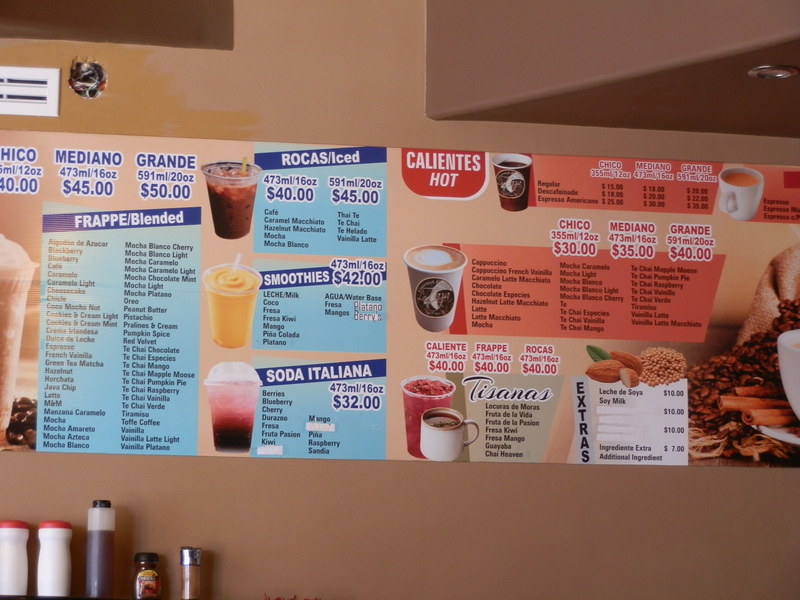 CHICO MEDIANO GRANDE
473ml/16oz 591ml/20oz
40.00 $45.00 $50.00
FRAPPE/Blended
Algodón de Azucar
Blackberry
Blueberry
Café
Caramelo
Caramelo Light
Cheesecake
Chicle
Coco Mocha Nut
Cookies & Cream Light
Cookies & Cream Mint
Crema Irlandesa
Dulce de Leche
Espresso
French Vainilla
Green Tea Matcha
Hazelnut
Horchata
Java Chip
Latte
M&M
Manzana Caramelo
Mocha
Mocha Amareto
Mocha Azteca
Mocha Blanco
Mocha Blanco Cherry
Mocha Blanco Light
Mocha Caramelo
Mocha Caramelo Light
Mocha Chocolate Mint
Mocha Light
Mocha Platano
Oreo
Peanut Butter
Pistachio
Pralines & Cream
Pumpkin Spice
Red Velvet
Te Chai Chocolate
Te Chai Especies
Te Chai Mango
Te Chai Mapple Moose
Te Chai Pumpkin Pie
Te Chai Raspberry
Te Chai Vainilla
Te Chai Verde
Tiramisu
Toffe Coffee
Vainilla
Vainilla Latte Light
Vainilla Platano
ROCAS/Iced
473ml/16oz 591ml/20oz
$40.00 $45.00
Café
Caramel Macchiato
Hazelnut Macchiato
Mocha
Mocha Blanco
Thai Te
Te Chai
Te Helado
Vainilla Latte
SMOOTHIES 473ml/16oz
$42.00
LECHE/Milk
Coco
Fresa
Fresa Kiwi
Mango
Piña Colada
Platano
AGUA/Water Base
Fresa
Mangos
Platano
Berry's
SODA ITALIANA
473ml/16oz
$32.00
Berries
Blueberry
Cherry
Durazno
Fresa
Fruta Pasion
Kiwi
Mango
Piña
Raspberry
Sandia
CALIENTES
HOT
CHICO MEDIANO GRANDE
355ml/12oz 473ml/16oz 591ml/20oz
Regular $ 15.00 $ 18.00 $ 20.00
Descafeinado $ 18.00 $ 20.00 $ 22.00
Espresso Americano $ 25.00 $ 30.00 $ 35.00
Espresso
Espresso
Espresso
CHICO MEDIANO GRANDE
355ml/12oz 473ml/16oz 591ml/20oz
$30.00 $35.00 $40.00
Cappuccino
Cappuccino French Vainilla
Caramelo Latte Macchiato
Chocolate
Chocolate Especies
Hazelnut Latte Macchiato
Latte
Latte Macchiato
Mocha
Mocha Caramelo
Mocha Light
Mocha Blanco
Mocha Blanco Light
Mocha Blanco Cherry
Te Chai
Te Chai Especies
Te Chai Vainilla
Te Chai Mango
Te Chai Mapple Moose
Te Chai Pumpkin Pie
Te Chai Raspberry
Te Chai Vainilla
Te Chai Verde
Tiramisu
Vainilla Latte
Vainilla Latte Macchiato
CALIENTE FRAPPE ROCAS
473ml/16oz 473ml/16oz 473ml/16oz
$40.00 $40.00 $40.00
Tisanas
Locuras de Moras
Fruta de la Vida
Fruta de la Pasion
Fresa Kiwi
Fresa Mango
Guayaba
Chai Heaven
EXTRAS
Leche de Soya $10.00
Soy Milk
$10.00
$10.00
Ingrediente Extra $ 7.00
Additional Ingredient